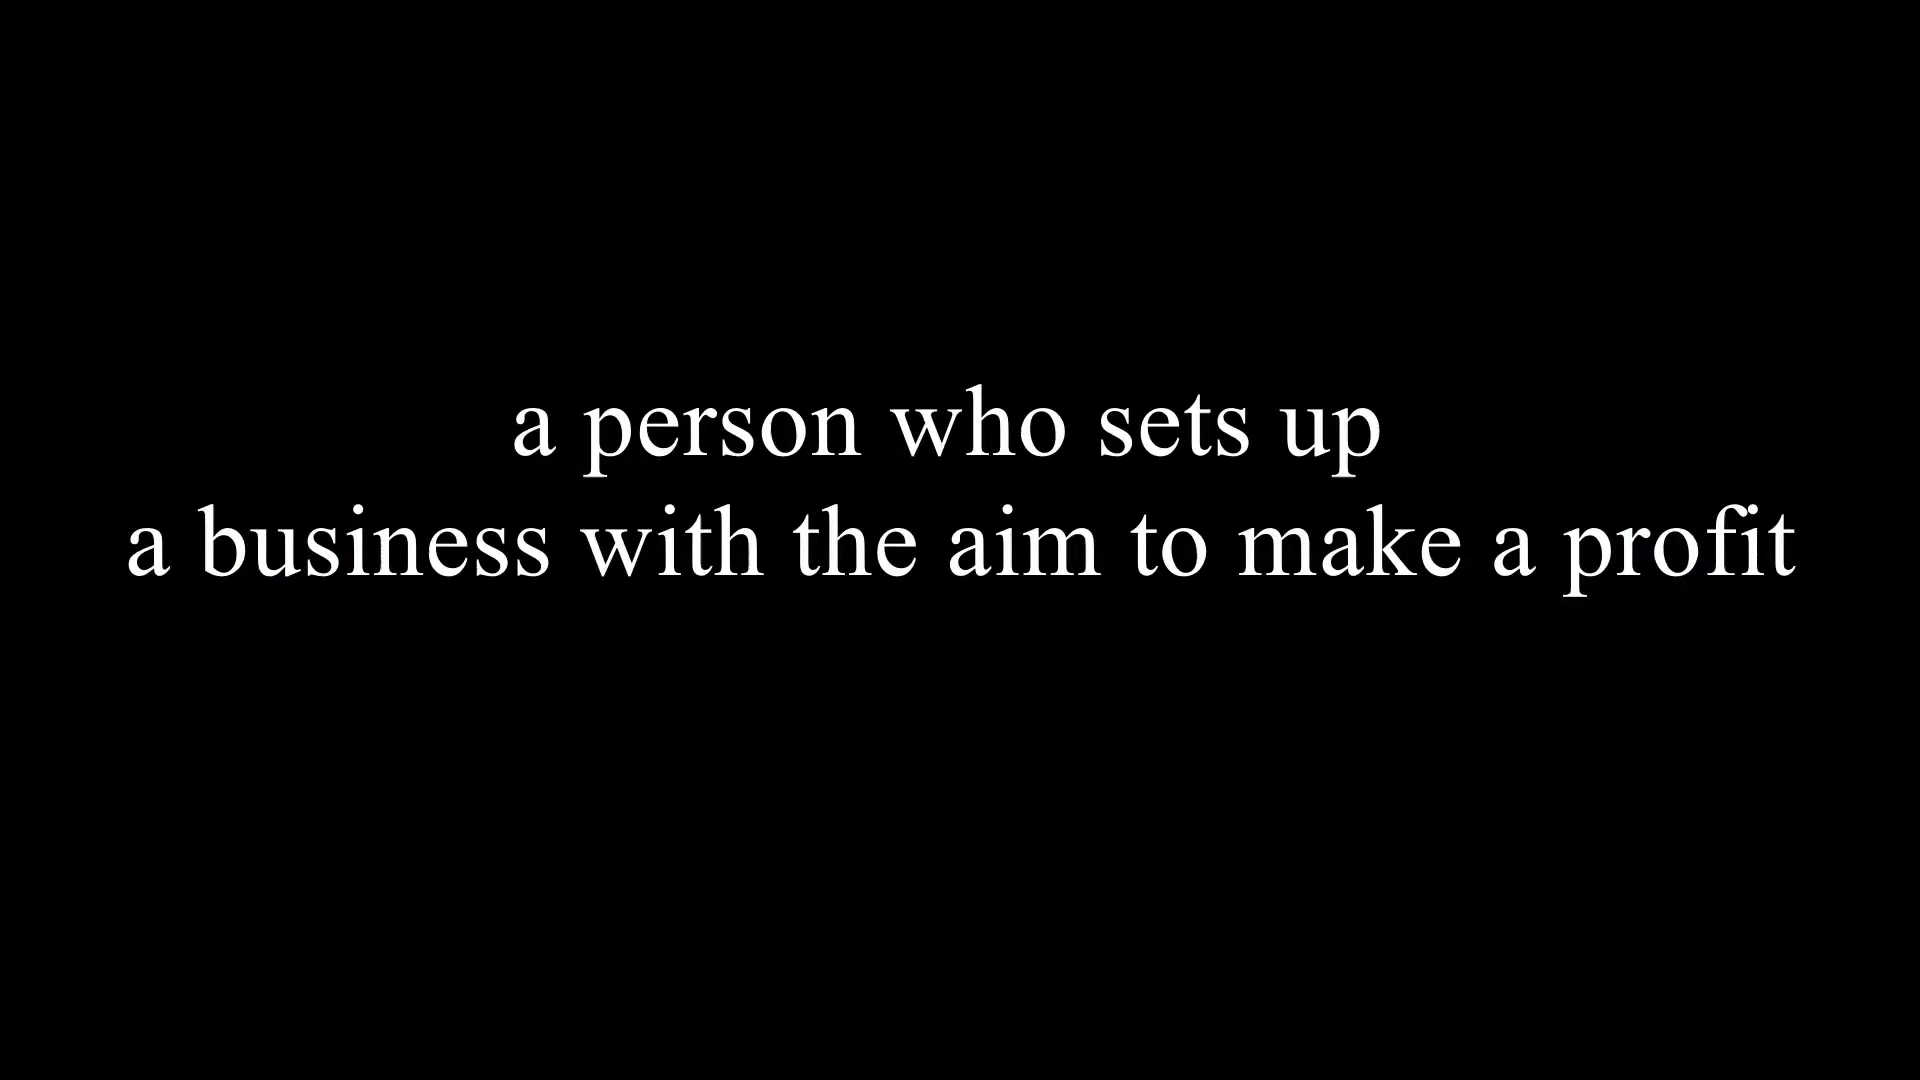 a person who sets up
a business with the aim to make a profit